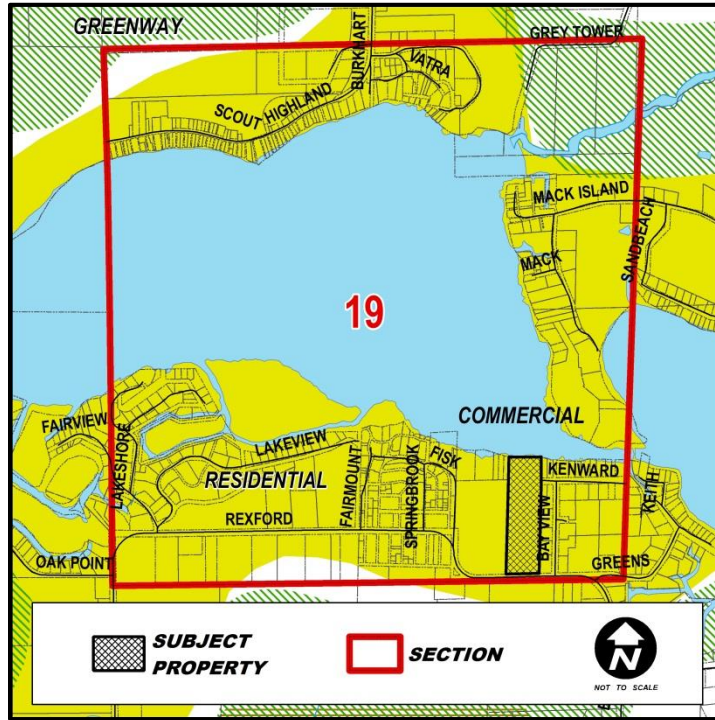 GREENWAY
GREY TOWER
BURKHART
VATRA
SCOUT HIGHLAND
MACK ISLAND
SANDBEACH
MACK
19
COMMERCIAL
FAIRVIEW
LAKESHORE
LAKEVIEW
FISK
RESIDENTIAL
FAIRMOUNT
SPRINGBROOK
KENWARD
KEITH
REXFORD
BAY VIEW
OAK POINT
GREENS
SUBJECT
PROPERTY
SECTION
N
NOT TO SCALE